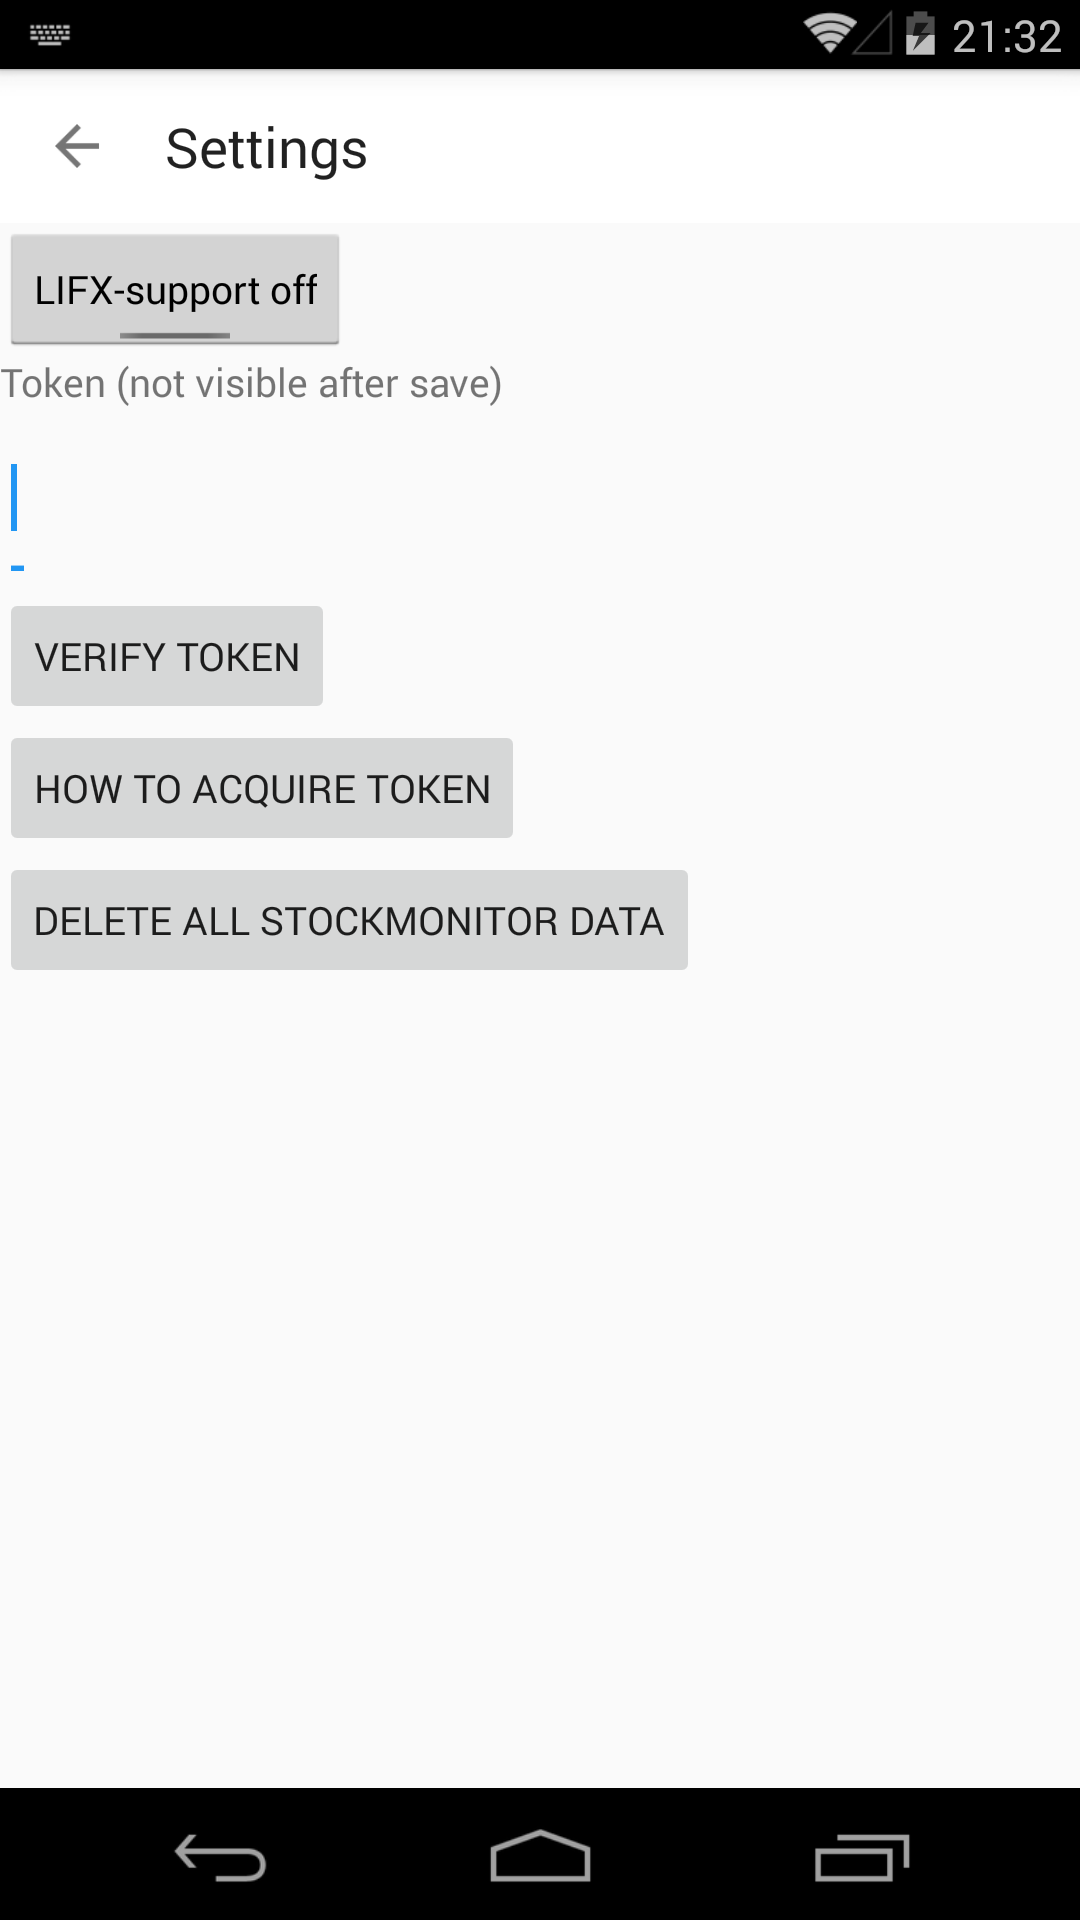 21:32
Settings
LIFX-support off
Token (not visible after save)
VERIFY TOKEN
HOW TO ACQUIRE TOKEN
DELETE ALL STOCKMONITOR DATA